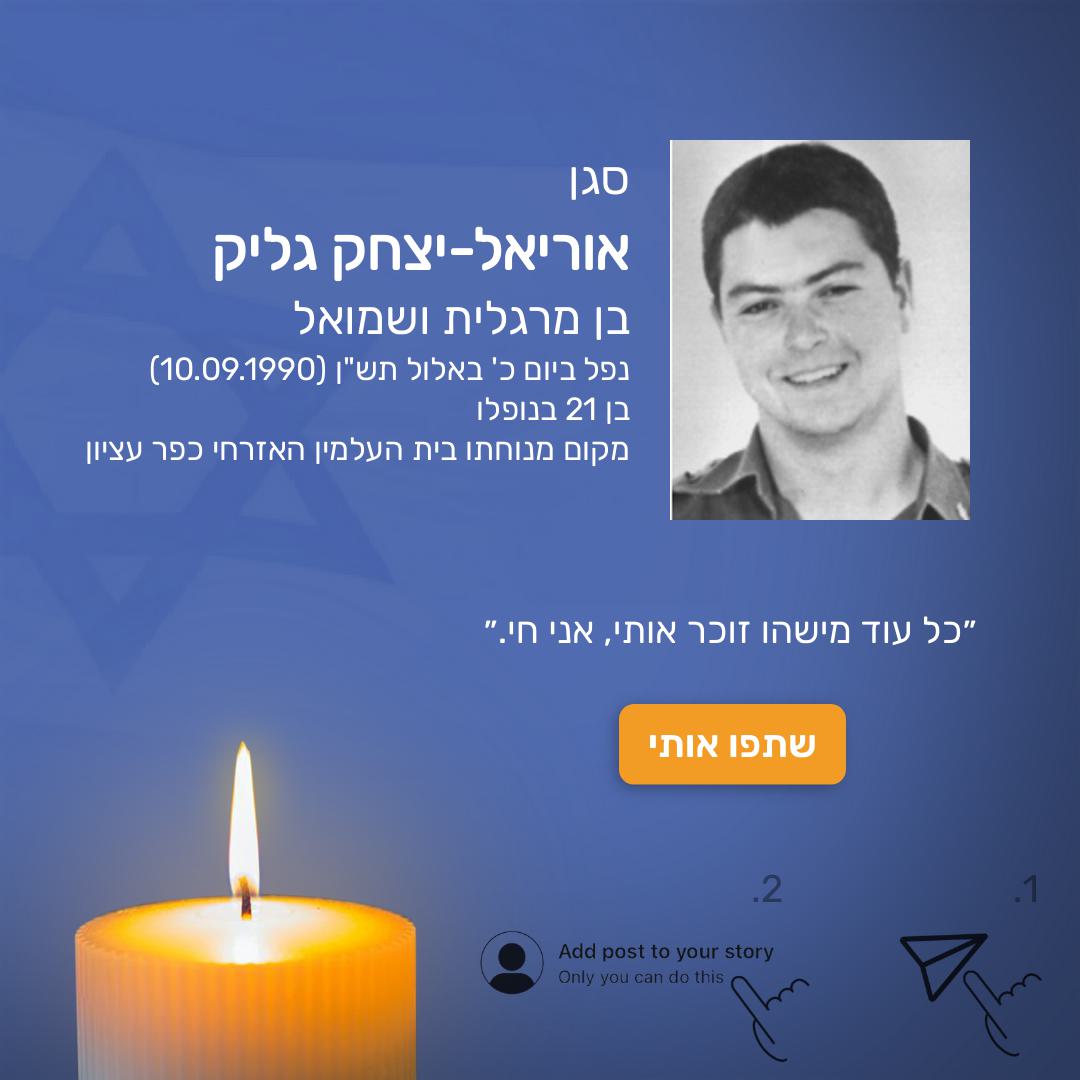 סגן
אוריאל-יצחק גליק
בן מרגלית ושמואל
נפל ביום כ' באלול תש"ן (10.09.1990)
בן 21 בנופלו
מקום מנוחתו בית העלמין האזרחי כפר עציון
״כל עוד מישהו זוכר אותי, אני חי.״
שתפו אותי
.1
.2
Add post to your story
Only you can do this